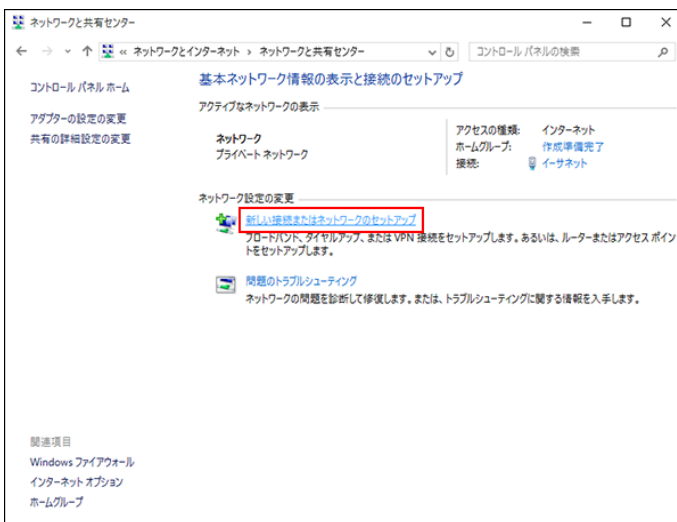 ネットワークと共有センター
« ネットワークとインターネット › ネットワークと共有センター
コントロール パネルの検索
コントロール パネル ホーム
アダプターの設定の変更
共有の詳細設定の変更
基本ネットワーク情報の表示と接続のセットアップ
アクティブなネットワークの表示
ネットワーク
プライベート ネットワーク
アクセスの種類: インターネット
ホームグループ: 作成準備完了
接続: イーサネット
ネットワーク設定の変更
新しい接続またはネットワークのセットアップ
ブロードバンド、ダイヤルアップ、または VPN 接続をセットアップします。あるいは、ルーターまたはアクセス ポイン
トをセットアップします。
問題のトラブルシューティング
ネットワークの問題を診断して修復します。または、トラブルシューティングに関する情報を入手します。
関連項目
Windows ファイアウォール
インターネット オプション
ホームグループ